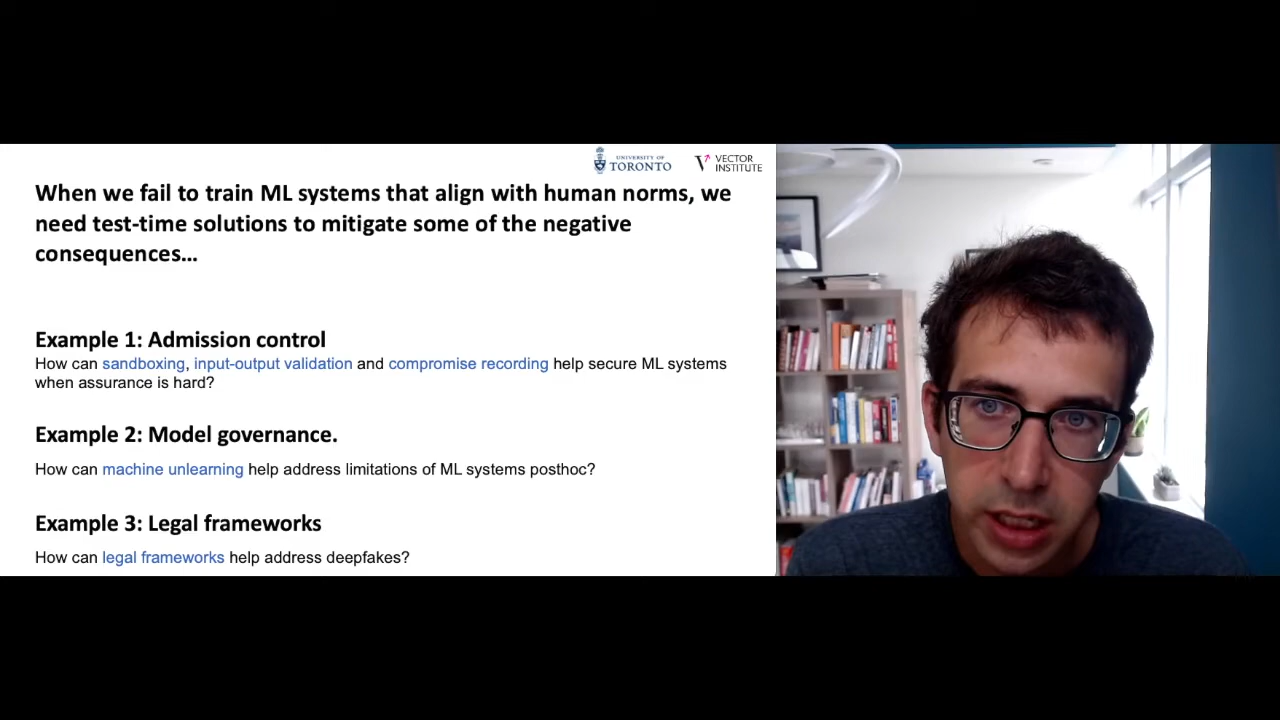 UNIVERSITY OF
TORONTO
VECTOR
INSTITUTE
When we fail to train ML systems that align with human norms, we
need test-time solutions to mitigate some of the negative
consequences...
Example 1: Admission control
How can sandboxing, input-output validation and compromise recording help secure ML systems
when assurance is hard?
Example 2: Model governance.
How can machine unlearning help address limitations of ML systems posthoc?
Example 3: Legal frameworks
How can legal frameworks help address deepfakes?